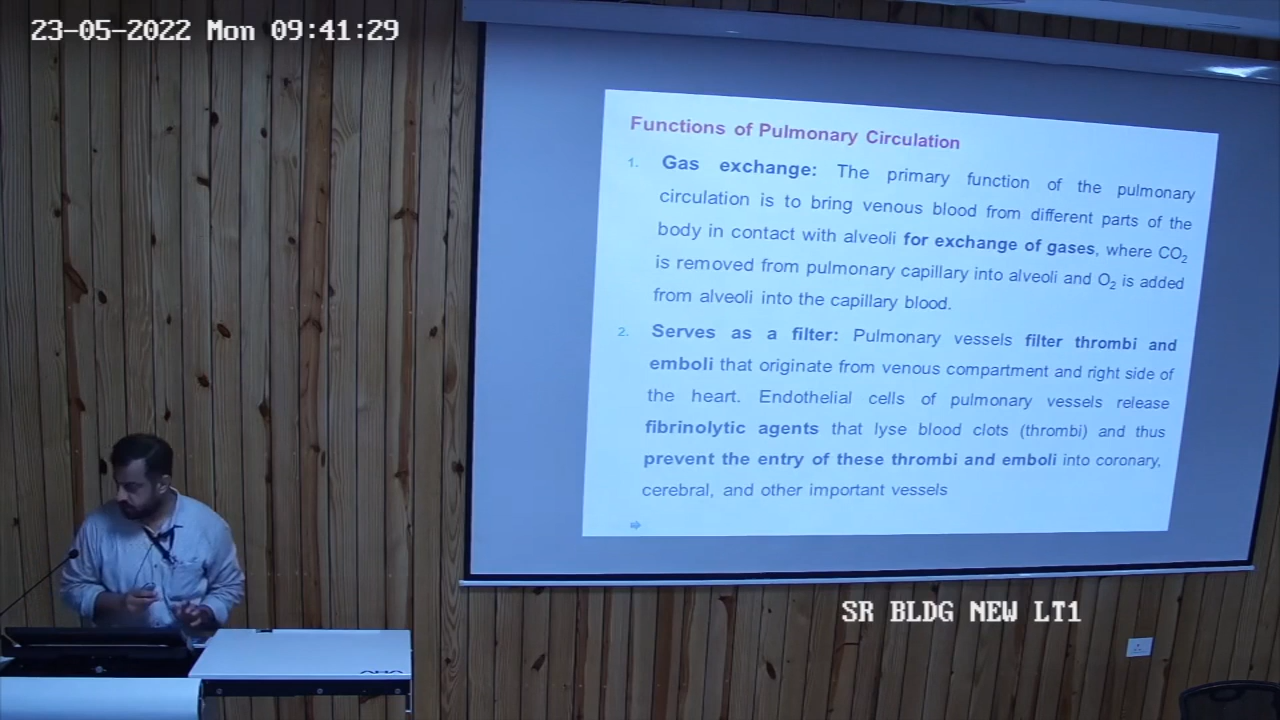 23-05-2022 Mon 09:41:29
Functions of Pulmonary Circulation
1. Gas exchange: The primary function of the pulmonary
circulation is to bring venous blood from different parts of the
body in contact with alveoli for exchange of gases, where CO2
is removed from pulmonary capillary into alveoli and O2 is added
from alveoli into the capillary blood.
2. Serves as a filter: Pulmonary vessels filter thrombi and
emboli that originate from venous compartment and right side of
the heart. Endothelial cells of pulmonary vessels release
fibrinolytic agents that lyse blood clots (thrombi) and thus
prevent the entry of these thrombi and emboli into coronary,
cerebral, and other important vessels
SR BLDG NEW LT1